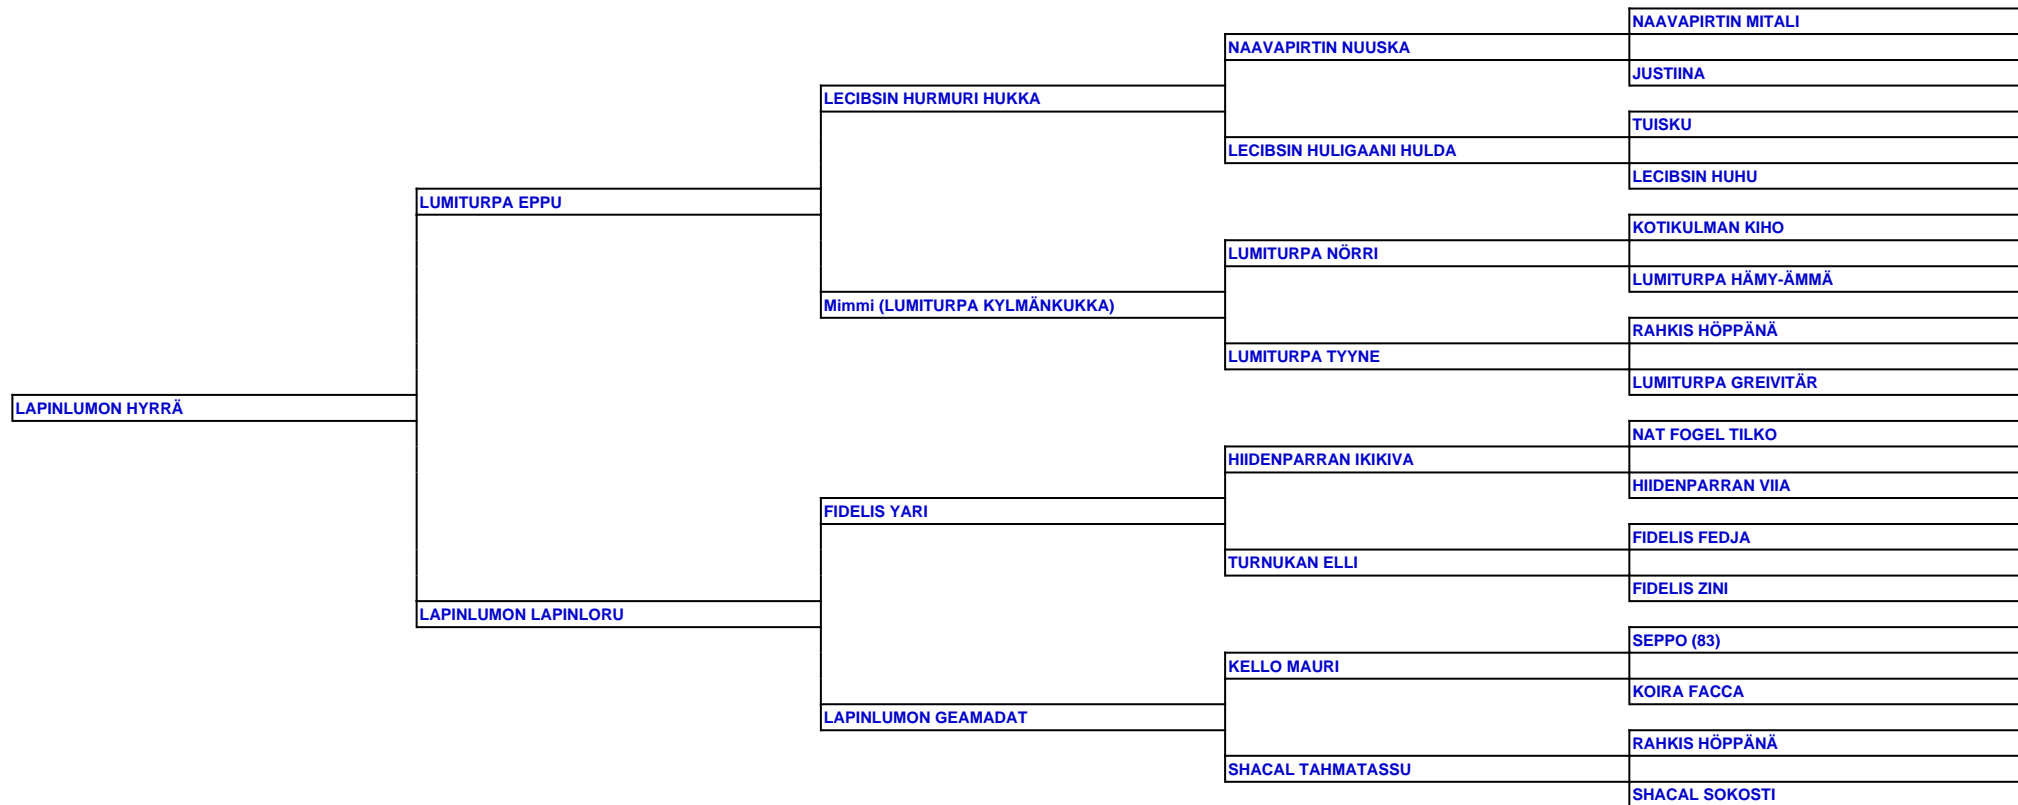 NAAVAPIRTIN MITALI
NAAVAPIRTIN NUUSKA
JUSTIINA
LECIBSIN HURMURI HUKKA
TUISKU
LECIBSIN HULIGAANI HULDA
LECIBSIN HUHU
LUMITURPA EPPU
KOTIKULMAN KIHO
LUMITURPA NÖRRI
LUMITURPA HÄMY-ÄMMÄ
Mimmi (LUMITURPA KYLMÄNKUKKA)
RAHKIS HÖPPÄNÄ
LUMITURPA TYYNE
LUMITURPA GREIVITÄR
LAPINLUMON HYRRÄ
NAT FOGEL TILKO
HIIDENPARRAN IKIKIVA
HIIDENPARRAN VIIA
FIDELIS YARI
FIDELIS FEDJA
TURNUKAN ELLI
FIDELIS ZINI
LAPINLUMON LAPINLORU
SEPPO (83)
KELLO MAURI
KOIRA FACCA
LAPINLUMON GEAMADAT
RAHKIS HÖPPÄNÄ
SHACAL TAHMATASSU
SHACAL SOKOSTI